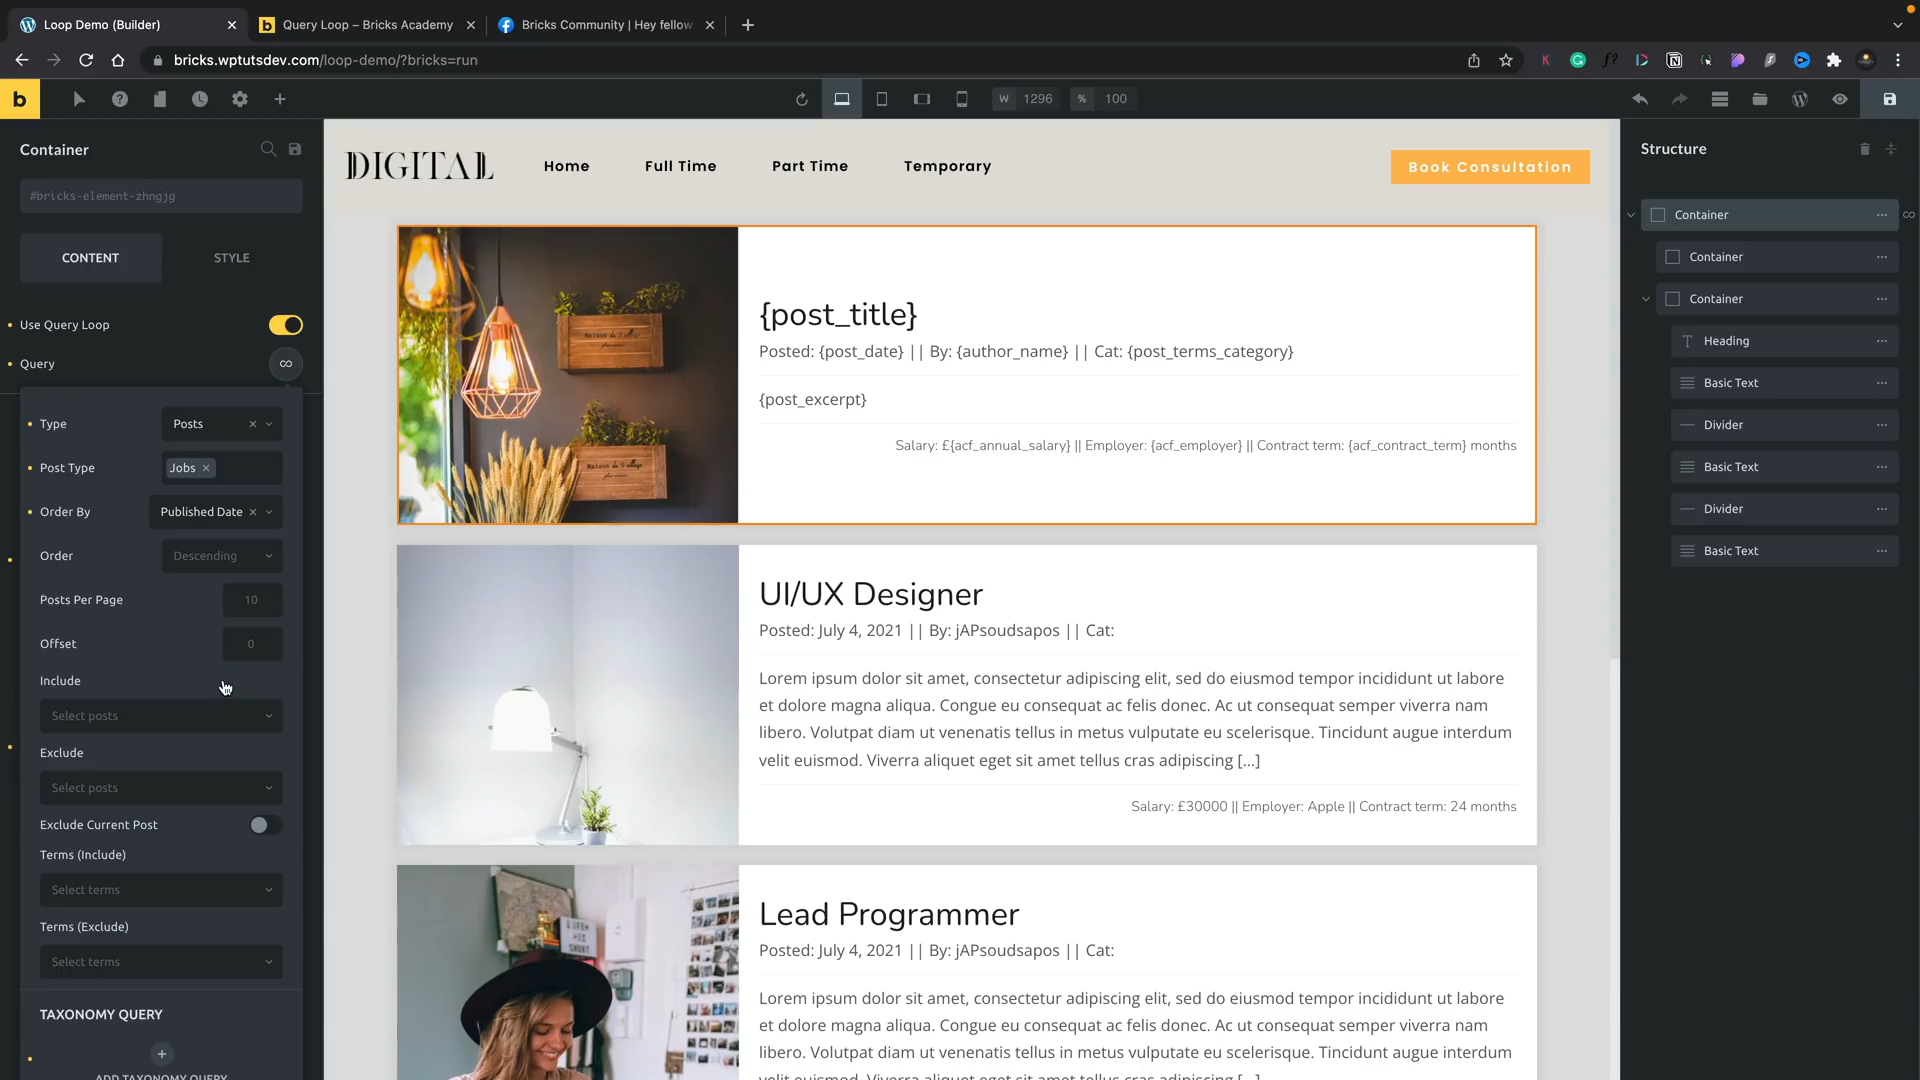 Loop Demo (Builder)
Query Loop – Bricks Academy
Bricks Community | Hey fellow
bricks.wptutsdev.com/loop-demo/?bricks=run
b
W 1296
% 100
Container
#bricks-element-zhngjg
CONTENT
STYLE
Use Query Loop
Query
Type
Posts
Post Type
Jobs
Order By
Published Date
Order
Descending
Posts Per Page
10
Offset
0
Include
Select posts
Exclude
Select posts
Exclude Current Post
Terms (Include)
Select terms
Terms (Exclude)
Select terms
TAXONOMY QUERY
ADD TAXONOMY QUERY
DIGITAL
Home
Full Time
Part Time
Temporary
Book Consultation
{post_title}
Posted: {post_date} || By: {author_name} || Cat: {post_terms_category}
{post_excerpt}
Salary: £{acf_annual_salary} || Employer: {acf_employer} || Contract term: {acf_contract_term} months
UI/UX Designer
Posted: July 4, 2021 || By: jAPsoudsapos || Cat:
Lorem ipsum dolor sit amet, consectetur adipiscing elit, sed do eiusmod tempor incididunt ut labore
et dolore magna aliqua. Congue eu consequat ac felis donec. Ac ut consequat semper viverra nam
libero. Volutpat diam ut venenatis tellus in metus vulputate eu scelerisque. Tincidunt augue interdum
velit euismod. Viverra aliquet eget sit amet tellus cras adipiscing [...]
Salary: £30000 || Employer: Apple || Contract term: 24 months
Lead Programmer
Posted: July 4, 2021 || By: jAPsoudsapos || Cat:
Lorem ipsum dolor sit amet, consectetur adipiscing elit, sed do eiusmod tempor incididunt ut labore
et dolore magna aliqua. Congue eu consequat ac felis donec. Ac ut consequat semper viverra nam
libero. Volutpat diam ut venenatis tellus in metus vulputate eu scelerisque. Tincidunt augue interdum
velit euismod. Viverra aliquet eget sit amet tellus cras adipiscing [...]
Structure
Container
Container
Container
Heading
Basic Text
Divider
Basic Text
Divider
Basic Text